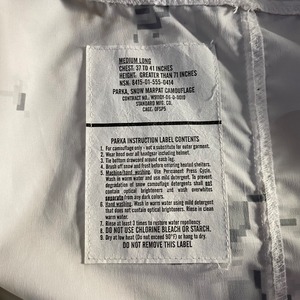 MEDIUM LONG
CHEST: 37 TO 41 INCHES
HEIGHT: GREATER THAN 71 INCHES
NSN: 8415-01-555-0414
PARKA, SNOW MARPAT CAMOUFLAGE
CONTRACT NO.
STANDARD MFG. CO.
CAGE: 0FSP5
PARKA INSTRUCTION LABEL CONTENTS
1. For camouflage only - not a substitute for outer garment.
2. Wear hood over all headgear including helmet.
3. Tie bottom drawcord around each leg.
4. Brush off snow and frost before entering heated shelters.
5. Machine/hand washing. Use Permanent Press Cycle.
Wash in warm water and use mild detergent. To prevent
degradation of snow camouflage detergents shall not
contain optical brighteners and wash overwhites
separate from any dark colors.
6. Hand washing. Wash in warm water using mild detergent
that does not contain optical brighteners. Rinse in clean
warm water.
7. Rinse at least 3 times to restore water repellency.
8. DO NOT USE CHLORINE BLEACH OR STARCH.
9. Dry at low heat (Do not exceed 90°F) or hang to dry.
DO NOT REMOVE THIS LABEL